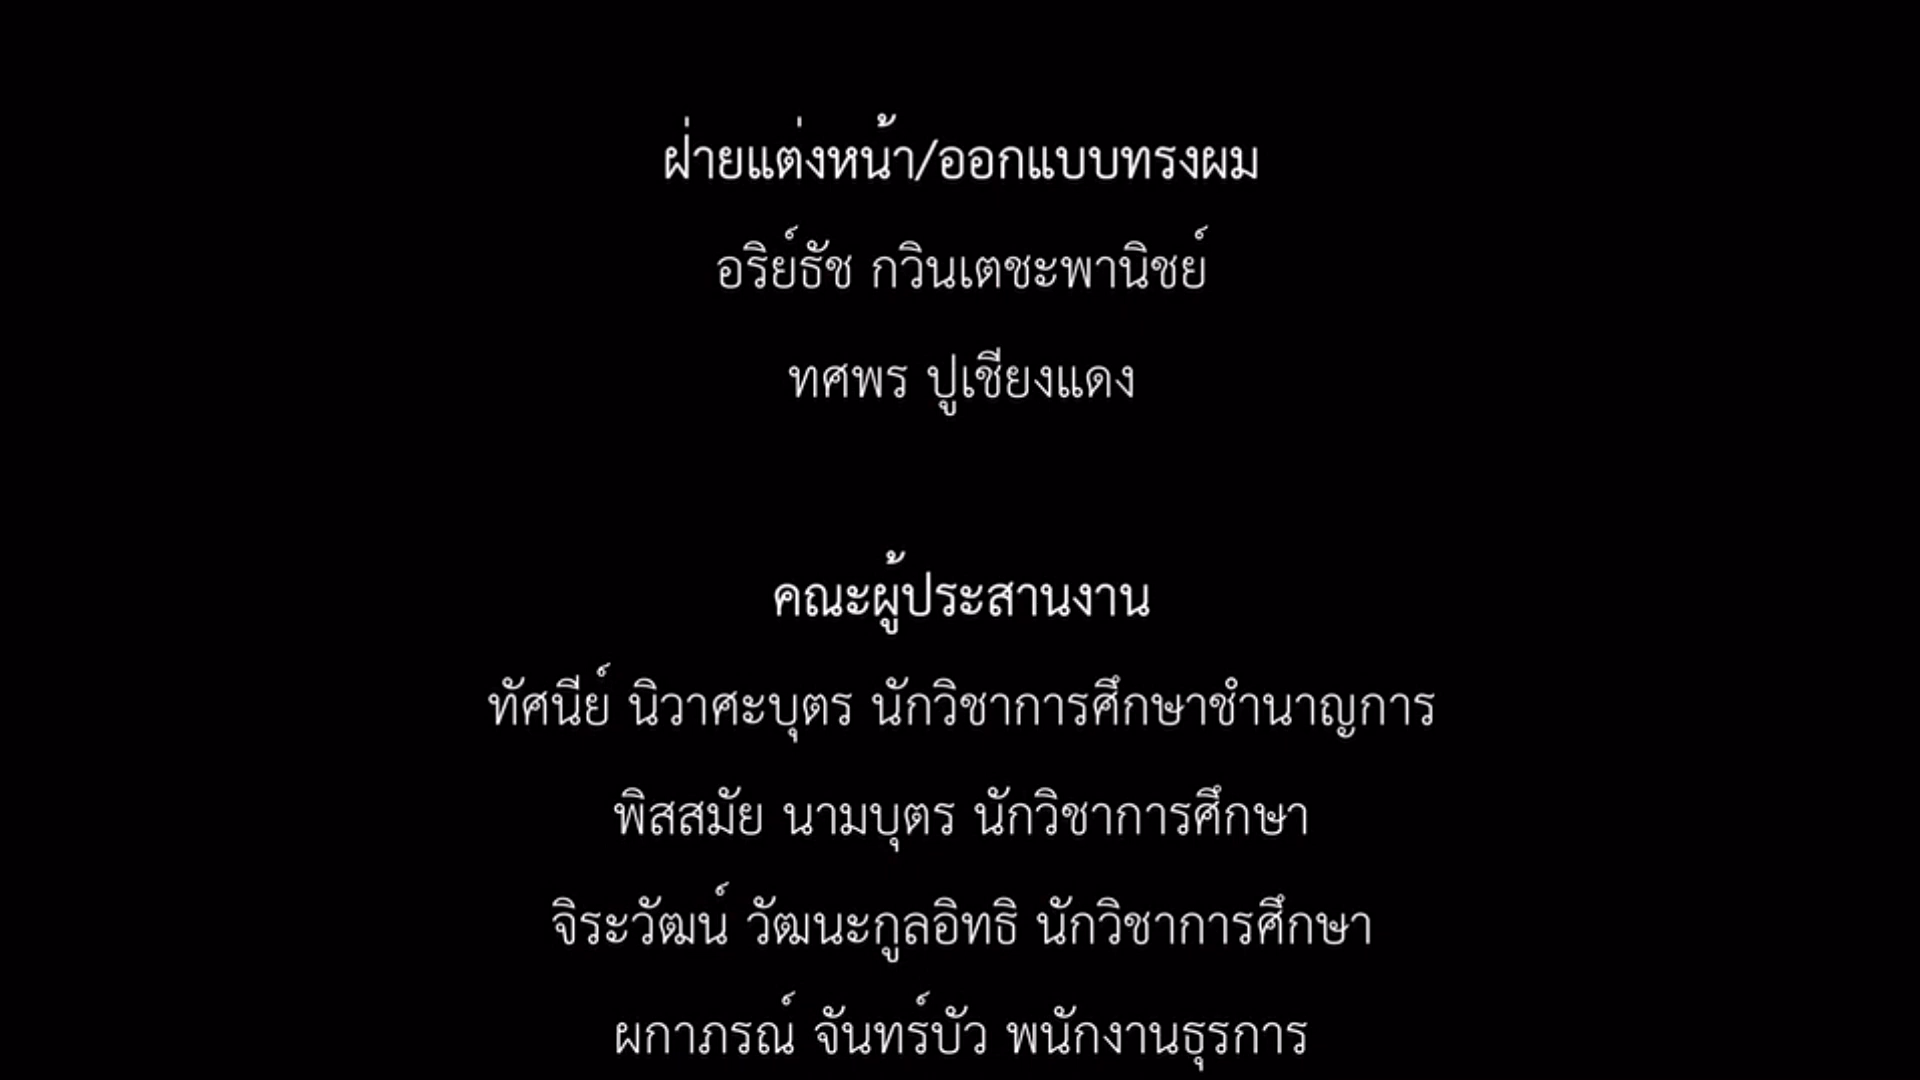 ฝ่ายแต่งหน้า/ออกแบบทรงผม
อริย์ธัช กวินเตชะพานิชย์
ทศพร ปูเชียงแดง
คณะผู้ประสานงาน
ทัศนีย์ นิวาศะบุตร นักวิชาการศึกษาชำนาญการ
พิสสมัย นามบุตร นักวิชาการศึกษา
จิระวัฒน์ วัฒนะกูลอิทธิ นักวิชาการศึกษา
ผกาภรณ์ จันทร์บัว พนักงานธุรการ